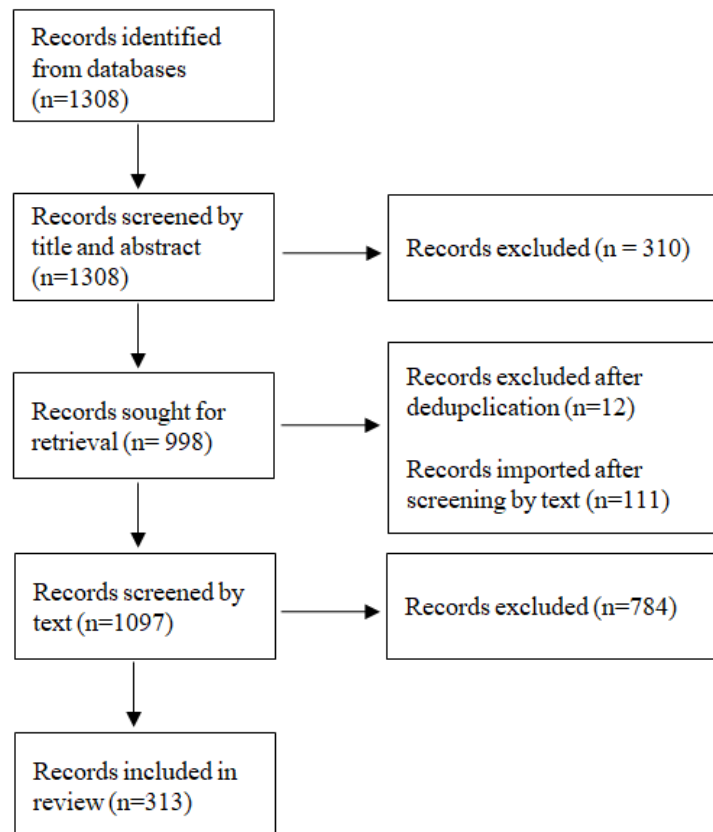 Records identified
from databases
(n=1308)
Records screened by
title and abstract
(n=1308)
Records excluded (n = 310)
Records sought for
retrieval (n= 998)
Records excluded after
dedupclication (n=12)
Records imported after
screening by text (n=111)
Records screened by
text (n=1097)
Records excluded (n=784)
Records included in
review (n=313)